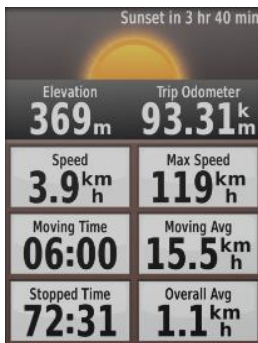 Sunset in 3 hr 40 min
Elevation Trip Odometer
369m 93.31km
Speed Max Speed
3.9km/h 119km/h
Moving Time Moving Avg
06:00 15.5km/h
Stopped Time Overall Avg
72:31 1.1km/h